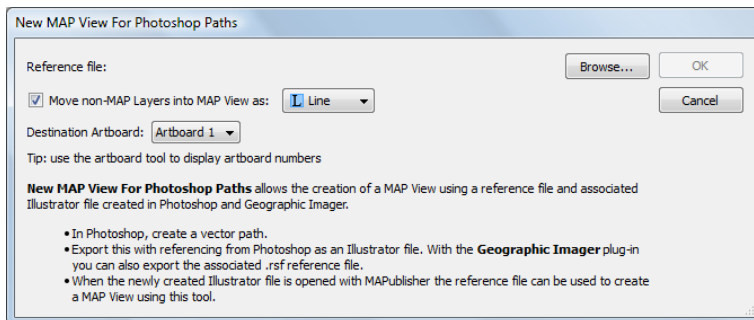 New MAP View For Photoshop Paths
Reference file:
Browse...
OK
Move non-MAP Layers into MAP View as:
L Line
Cancel
Destination Artboard:
Artboard 1
Tip: use the artboard tool to display artboard numbers
New MAP View For Photoshop Paths allows the creation of a MAP View using a reference file and associated
Illustrator file created in Photoshop and Geographic Imager.
• In Photoshop, create a vector path.
• Export this with referencing from Photoshop as an Illustrator file. With the Geographic Imager plug-in
you can also export the associated .rsf reference file.
• When the newly created Illustrator file is opened with MAPublisher the reference file can be used to create
a MAP View using this tool.